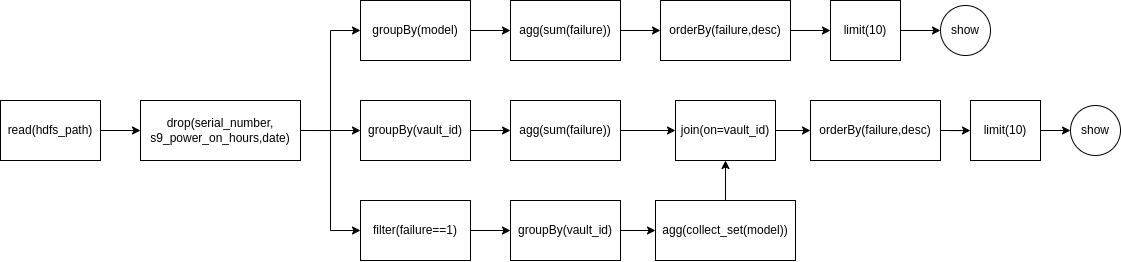 groupBy(model)
agg(sum(failure))
orderBy(failure,desc)
limit(10)
show
read(hdfs_path)
drop(serial_number,
s9_power_on_hours,date)
groupBy(vault_id)
agg(sum(failure))
join(on=vault_id)
orderBy(failure,desc)
limit(10)
show
filter(failure==1)
groupBy(vault_id)
agg(collect_set(model))